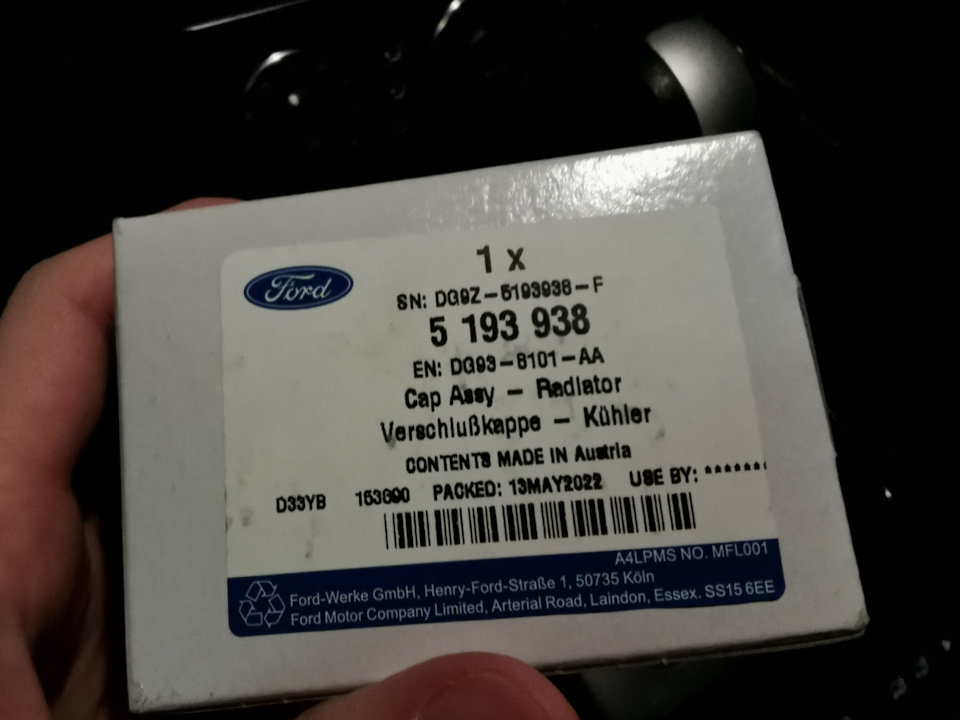 Ford
1 x
SN: DG9Z-5193938-F
5 193 938
EN: DG93-8101-AA
Cap Assy - Radiator
Verschlußkappe - Kühler
CONTENTS MADE IN Austria
D33YB PACKED: 13MAY2022 USE BY: *******
A4LPMS NO. MFL001
Ford-Werke GmbH, Henry-Ford-Straße 1, 50735 Köln
Ford Motor Company Limited, Arterial Road, Laindon, Essex. SS15 6EE